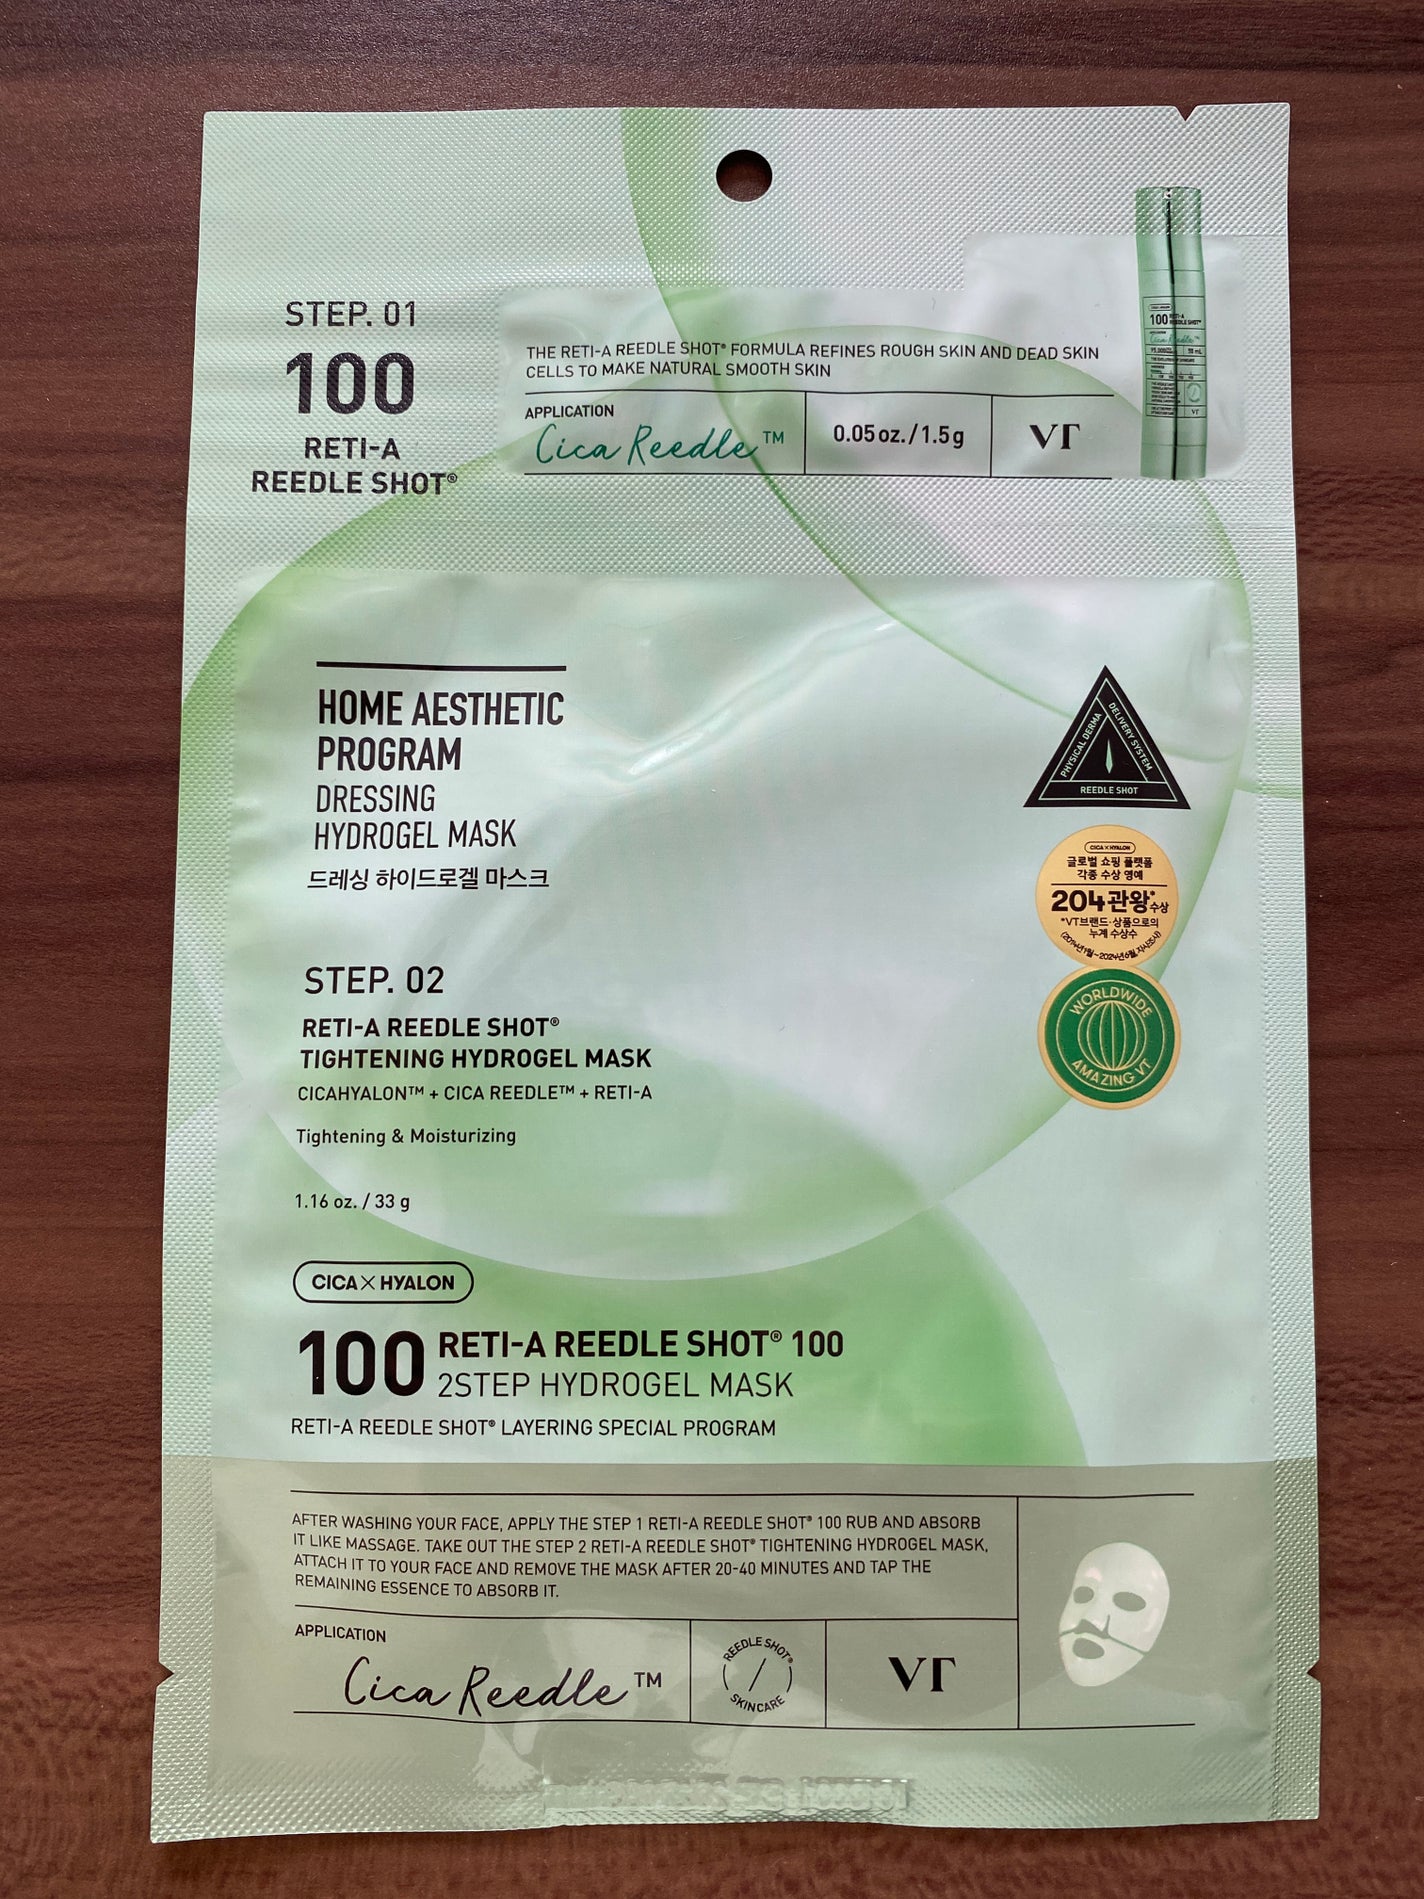 STEP. 01
100
RETI-A
REEDLE SHOT®
THE RETI-A REEDLE SHOT® FORMULA REFINES ROUGH SKIN AND DEAD SKIN
CELLS TO MAKE NATURAL SMOOTH SKIN
APPLICATION
Cica Reedle™
0.05 oz. / 1.5 g
VT
100 RETI-A
REEDLE SHOT
HOME AESTHETIC
PROGRAM
DRESSING
HYDROGEL MASK
드레싱 하이드로겔 마스크
PHYSICAL DERMA
DELIVERY SYSTEM
REEDLE SHOT
CICA × HYALON
글로벌 쇼핑 플랫폼
각종 수상 영예
204관왕* 수상
*VT브랜드·상품으로의
누계 수상수
WORLDWIDE
AMAZING VT
STEP. 02
RETI-A REEDLE SHOT®
TIGHTENING HYDROGEL MASK
CICAHYALON™ + CICA REEDLE™ + RETI-A
Tightening & Moisturizing
1.16 oz. / 33 g
CICA × HYALON
100 RETI-A REEDLE SHOT® 100
2STEP HYDROGEL MASK
RETI-A REEDLE SHOT® LAYERING SPECIAL PROGRAM
AFTER WASHING YOUR FACE, APPLY THE STEP 1 RETI-A REEDLE SHOT® 100 RUB AND ABSORB
IT LIKE MASSAGE. TAKE OUT THE STEP 2 RETI-A REEDLE SHOT® TIGHTENING HYDROGEL MASK,
ATTACH IT TO YOUR FACE AND REMOVE THE MASK AFTER 20-40 MINUTES AND TAP THE
REMAINING ESSENCE TO ABSORB IT.
APPLICATION
Cica Reedle™
REEDLE SHOT®
SKINCARE
VT